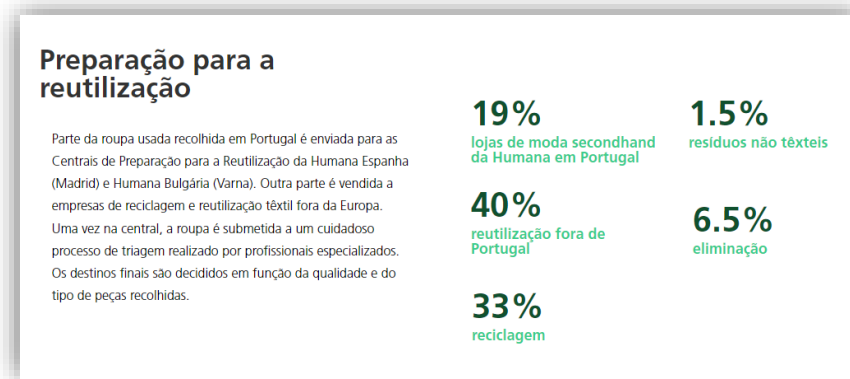 Preparação para a
reutilização
Parte da roupa usada recolhida em Portugal é enviada para as
Centrais de Preparação para a Reutilização da Humana Espanha
(Madrid) e Humana Bulgária (Varna). Outra parte é vendida a
empresas de reciclagem e reutilização têxtil fora da Europa.
Uma vez na central, a roupa é submetida a um cuidadoso
processo de triagem realizado por profissionais especializados.
Os destinos finais são decididos em função da qualidade e do
tipo de peças recolhidas.
19%
lojas de moda secondhand
da Humana em Portugal
1.5%
resíduos não têxteis
40%
reutilização fora de
Portugal
6.5%
eliminação
33%
reciclagem